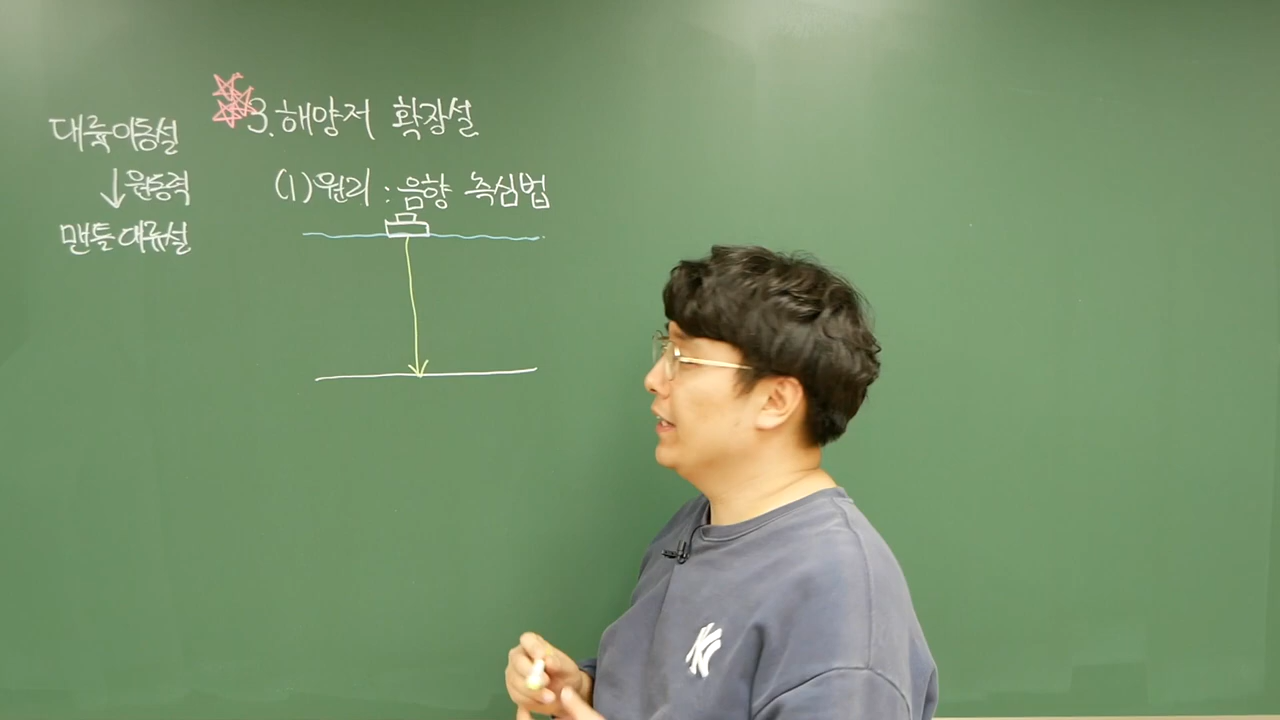 대륙이동설
↓원동력
맨틀대류설
3. 해양저 확장설
(1) 원리 : 음향 측심법
NY